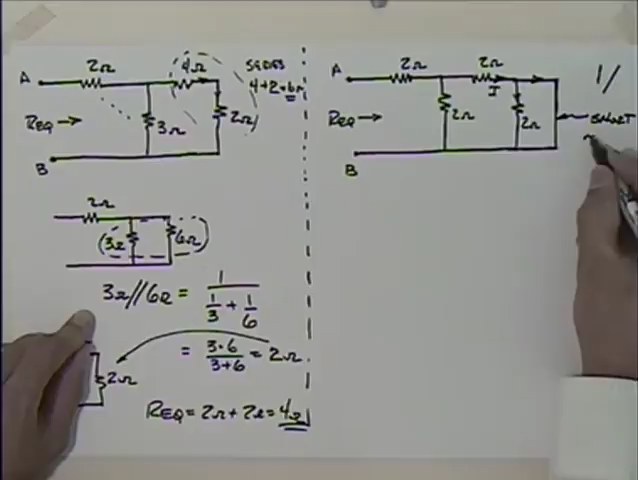 2Ω 4Ω SERIES
A 4+2=6Ω
REQ → 3Ω 2Ω
B
2Ω
3Ω 6Ω
3Ω//6Ω = 1
1/3 + 1/6
= 3·6/3+6 = 2Ω
2Ω
REQ = 2Ω + 2Ω = 4Ω
2Ω 2Ω 1/
A
I
REQ → 2Ω 2Ω SHORT
B